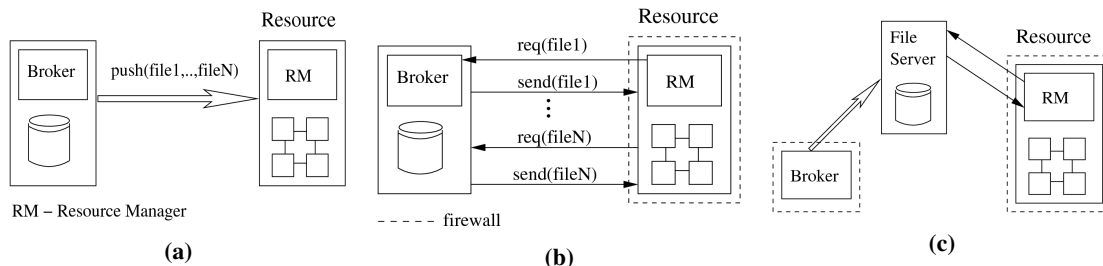 Resource
Broker
push(file1,..,fileN)
RM
RM – Resource Manager
(a)
Resource
req(file1)
Broker
send(file1)
RM
req(fileN)
send(fileN)
firewall
(b)
File
Server
Resource
RM
Broker
(c)